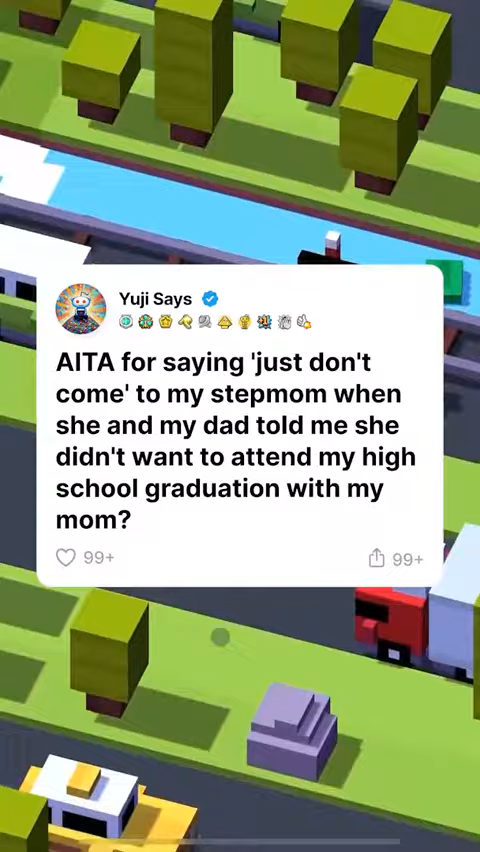 Yuji Says
AITA for saying 'just don't
come' to my stepmom when
she and my dad told me she
didn't want to attend my high
school graduation with my
mom?
99+
99+